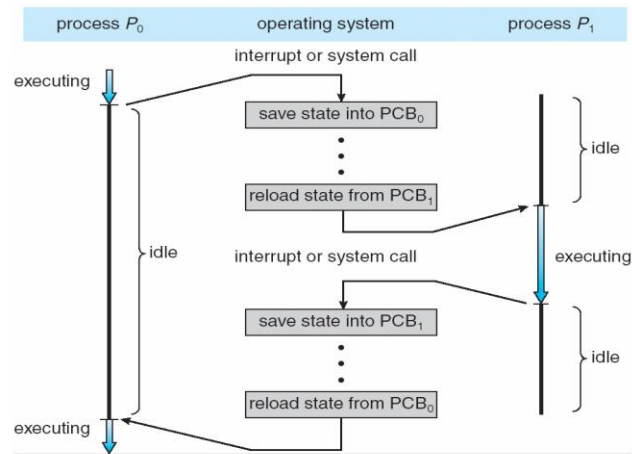 process P₀ operating system process P₁
interrupt or system call
executing
save state into PCB₀
idle
reload state from PCB₁
idle
interrupt or system call
executing
save state into PCB₁
idle
reload state from PCB₀
executing